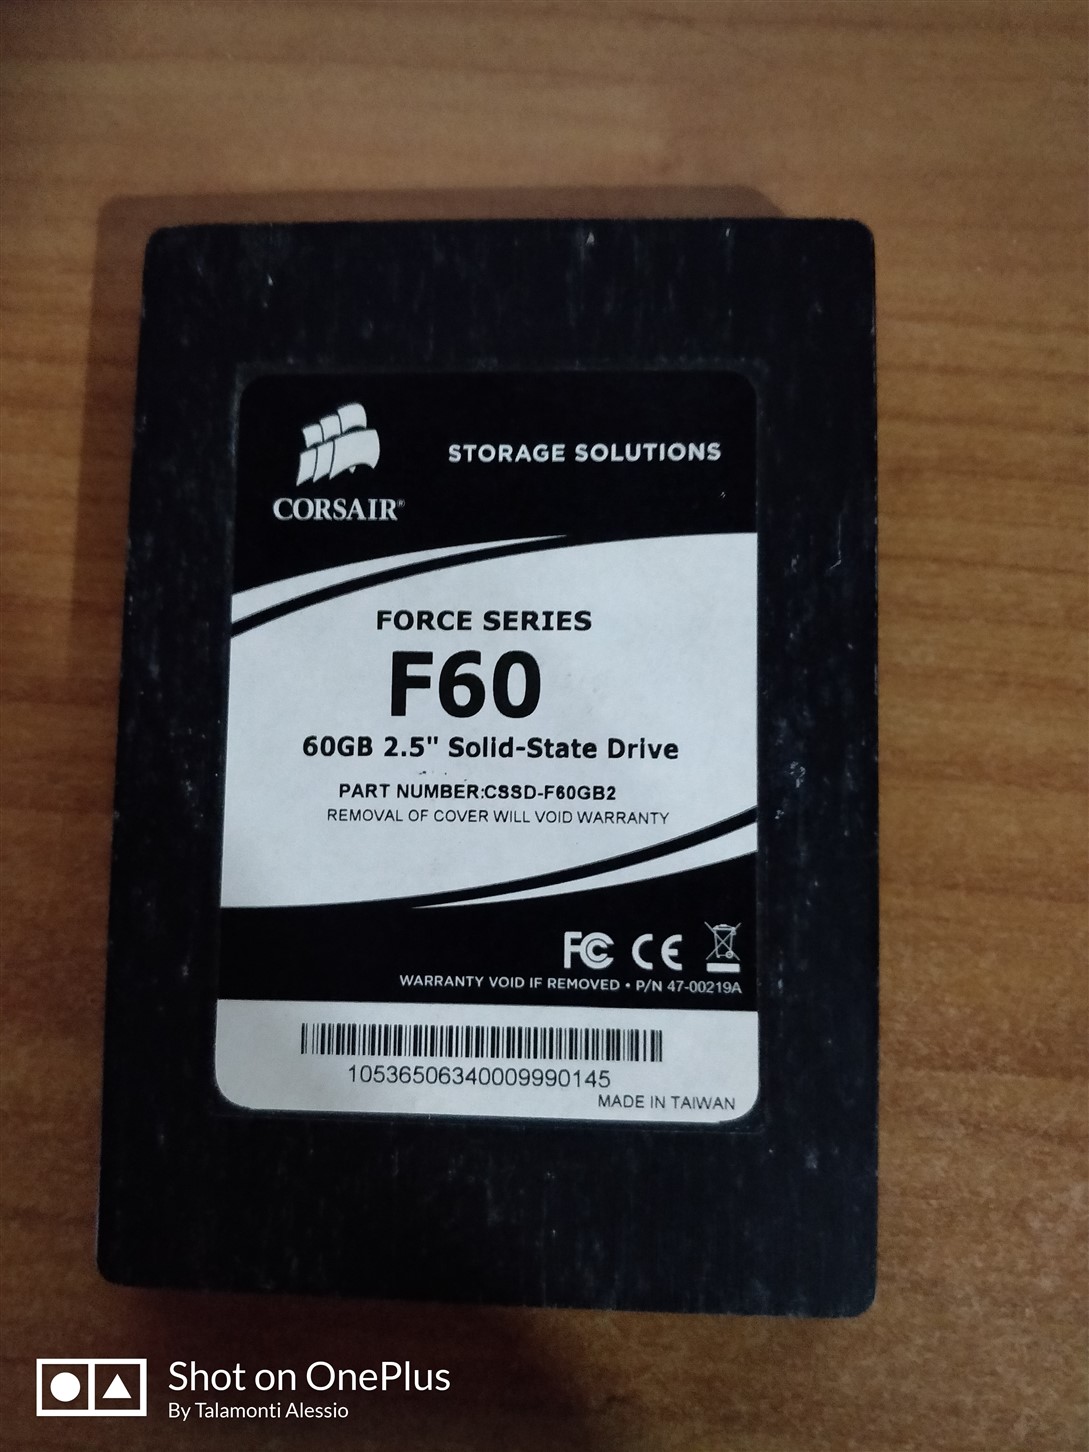 CORSAIR®
STORAGE SOLUTIONS
FORCE SERIES
F60
60GB 2.5" Solid-State Drive
PART NUMBER:CSSD-F60GB2
REMOVAL OF COVER WILL VOID WARRANTY
FC CE
WARRANTY VOID IF REMOVED • P/N 47-00219A
10536506340009990145
MADE IN TAIWAN
Shot on OnePlus
By Talamonti Alessio